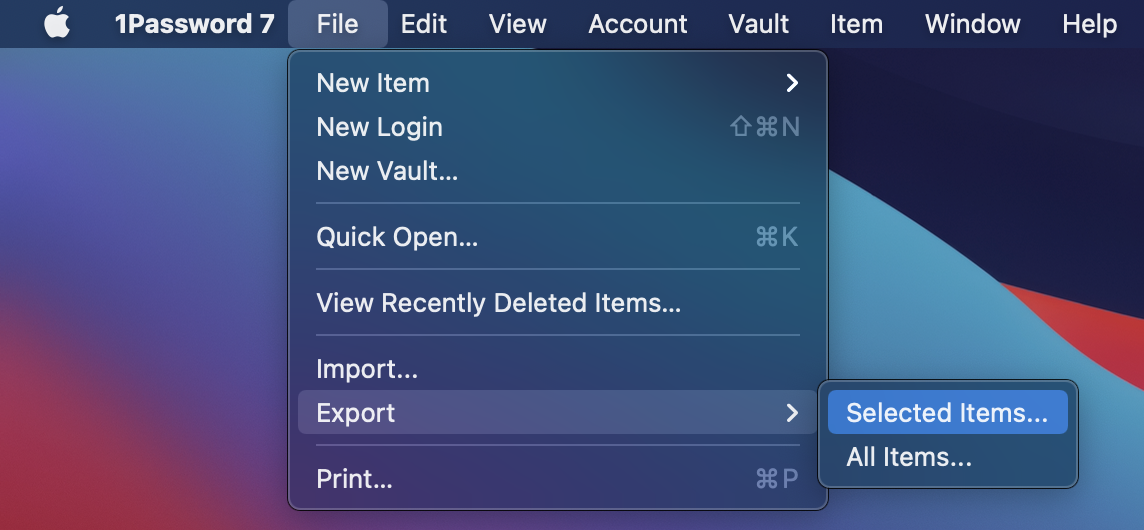 1Password 7 File Edit View Account Vault Item Window Help
New Item
New Login ⇧⌘N
New Vault...
Quick Open... ⌘K
View Recently Deleted Items...
Import...
Export Selected Items...
All Items...
Print... ⌘P